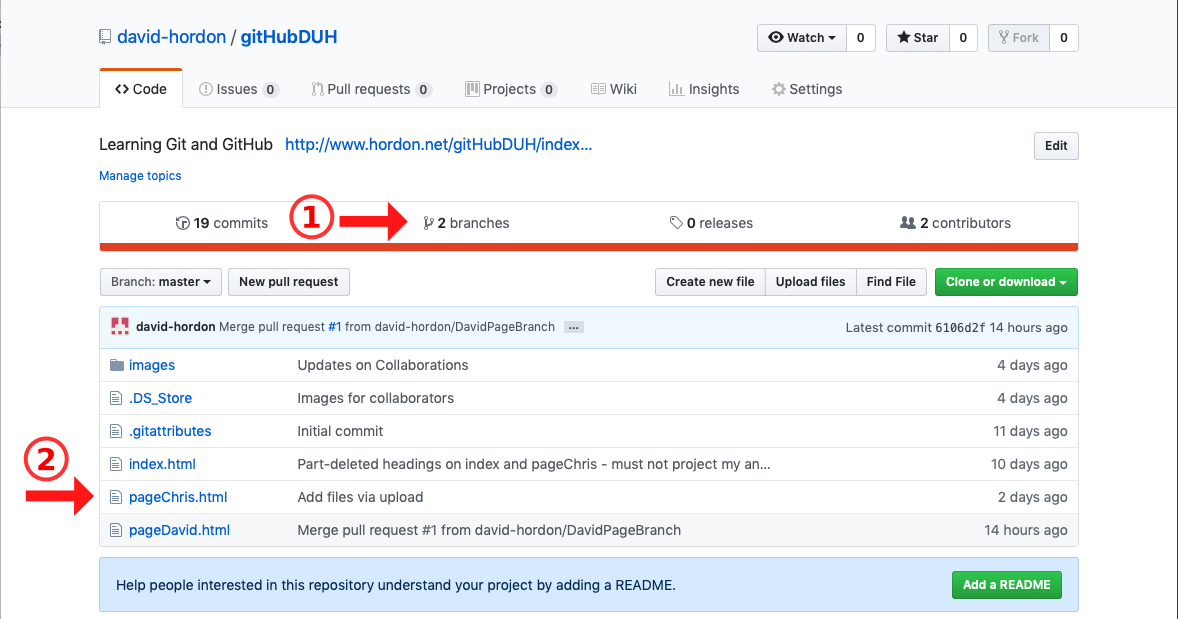 david-hordon / gitHubDUH Watch 0 Star 0 Fork 0
Code Issues 0 Pull requests 0 Projects 0 Wiki Insights Settings
Learning Git and GitHub http://www.hordon.net/gitHubDUH/index... Edit
Manage topics
19 commits 1 2 branches 0 releases 2 contributors
Branch: master New pull request Create new file Upload files Find File Clone or download
david-hordon Merge pull request #1 from david-hordon/DavidPageBranch ... Latest commit 6106d2f 14 hours ago
images Updates on Collaborations 4 days ago
.DS_Store Images for collaborators 4 days ago
.gitattributes Initial commit 11 days ago
2
index.html Part-deleted headings on index and pageChris - must not project my an... 10 days ago
pageChris.html Add files via upload 2 days ago
pageDavid.html Merge pull request #1 from david-hordon/DavidPageBranch 14 hours ago
Help people interested in this repository understand your project by adding a README. Add a README